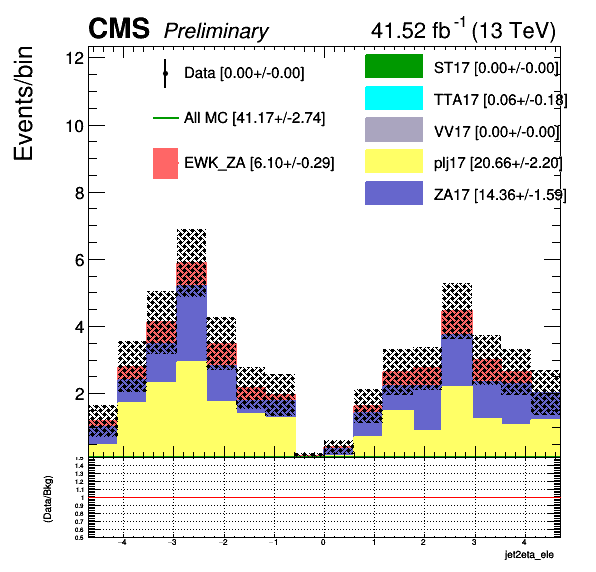 CMS Preliminary 41.52 fb⁻¹ (13 TeV)
Events/bin
12
10
8
6
4
2
Data [0.00+/-0.00]
All MC [41.17+/-2.74]
EWK_ZA [6.10+/-0.29]
ST17 [0.00+/-0.00]
TTA17 [0.06+/-0.18]
VV17 [0.00+/-0.00]
plj17 [20.66+/-2.20]
ZA17 [14.36+/-1.59]
(Data/Bkg)
1.5
1.4
1.3
1.2
1.1
1
0.9
0.8
0.7
0.6
0.5
−4 −3 −2 −1 0 1 2 3 4
jet2eta_ele